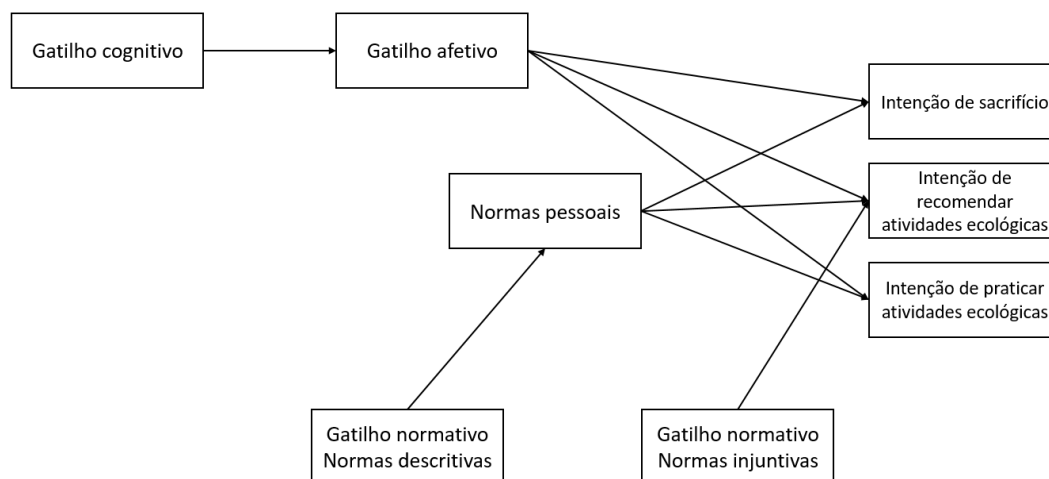 Gatilho cognitivo
Gatilho afetivo
Intenção de sacrifício
Intenção de
recomendar
atividades ecológicas
Normas pessoais
Intenção de praticar
atividades ecológicas
Gatilho normativo
Normas descritivas
Gatilho normativo
Normas injuntivas